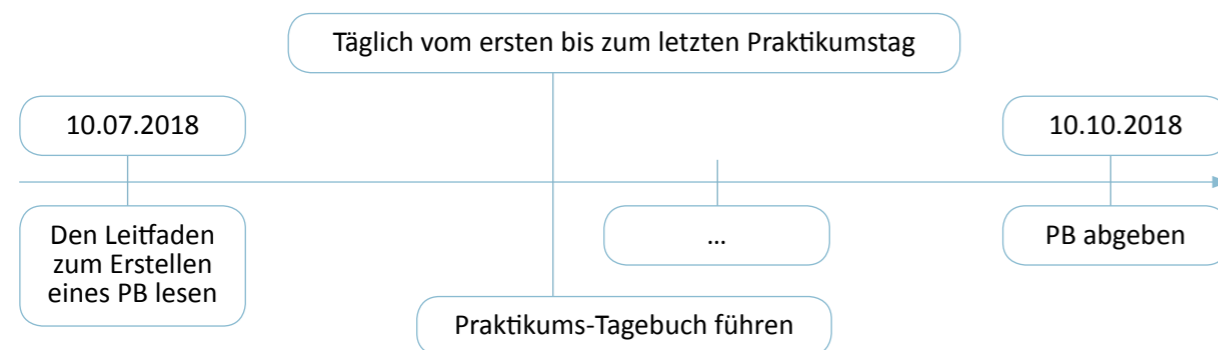 Täglich vom ersten bis zum letzten Praktikumstag
10.07.2018
10.10.2018
Den Leitfaden
zum Erstellen
eines PB lesen
...
PB abgeben
Praktikums-Tagebuch führen